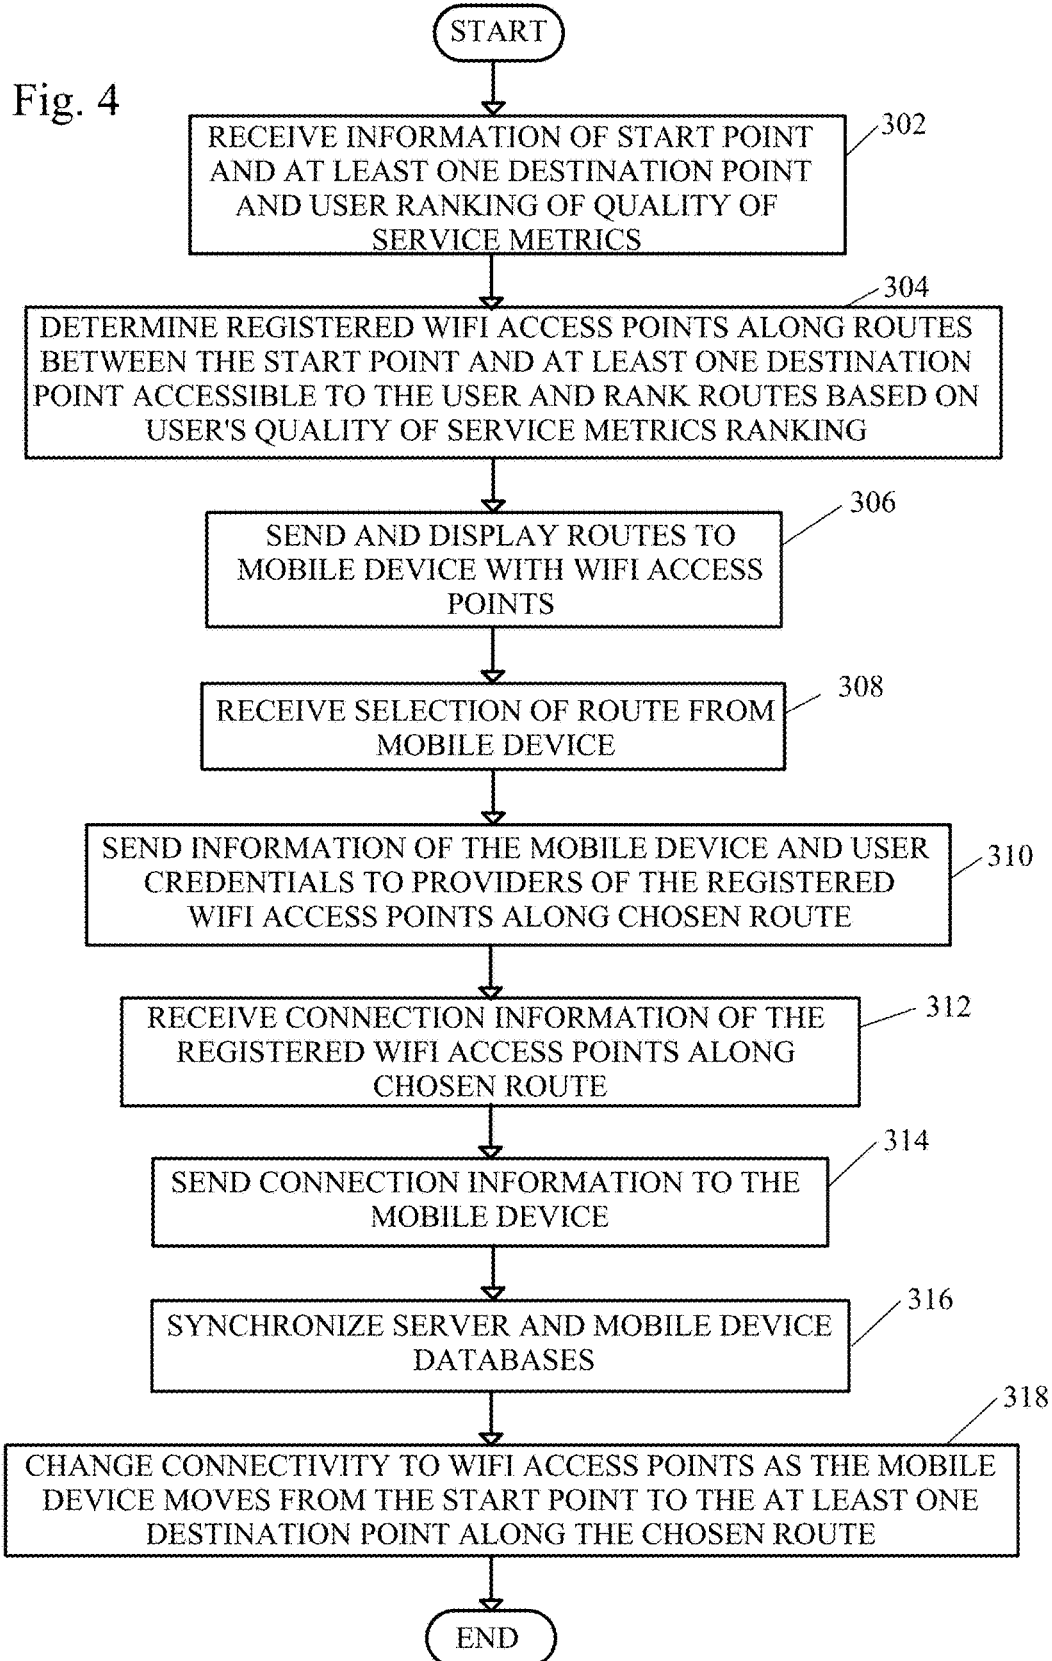 START
Fig. 4
302
RECEIVE INFORMATION OF START POINT
AND AT LEAST ONE DESTINATION POINT
AND USER RANKING OF QUALITY OF
SERVICE METRICS
304
DETERMINE REGISTERED WIFI ACCESS POINTS ALONG ROUTES
BETWEEN THE START POINT AND AT LEAST ONE DESTINATION
POINT ACCESSIBLE TO THE USER AND RANK ROUTES BASED ON
USER'S QUALITY OF SERVICE METRICS RANKING
306
SEND AND DISPLAY ROUTES TO
MOBILE DEVICE WITH WIFI ACCESS
POINTS
308
RECEIVE SELECTION OF ROUTE FROM
MOBILE DEVICE
310
SEND INFORMATION OF THE MOBILE DEVICE AND USER
CREDENTIALS TO PROVIDERS OF THE REGISTERED
WIFI ACCESS POINTS ALONG CHOSEN ROUTE
312
RECEIVE CONNECTION INFORMATION OF THE
REGISTERED WIFI ACCESS POINTS ALONG
CHOSEN ROUTE
314
SEND CONNECTION INFORMATION TO THE
MOBILE DEVICE
316
SYNCHRONIZE SERVER AND MOBILE DEVICE
DATABASES
318
CHANGE CONNECTIVITY TO WIFI ACCESS POINTS AS THE MOBILE
DEVICE MOVES FROM THE START POINT TO THE AT LEAST ONE
DESTINATION POINT ALONG THE CHOSEN ROUTE
END